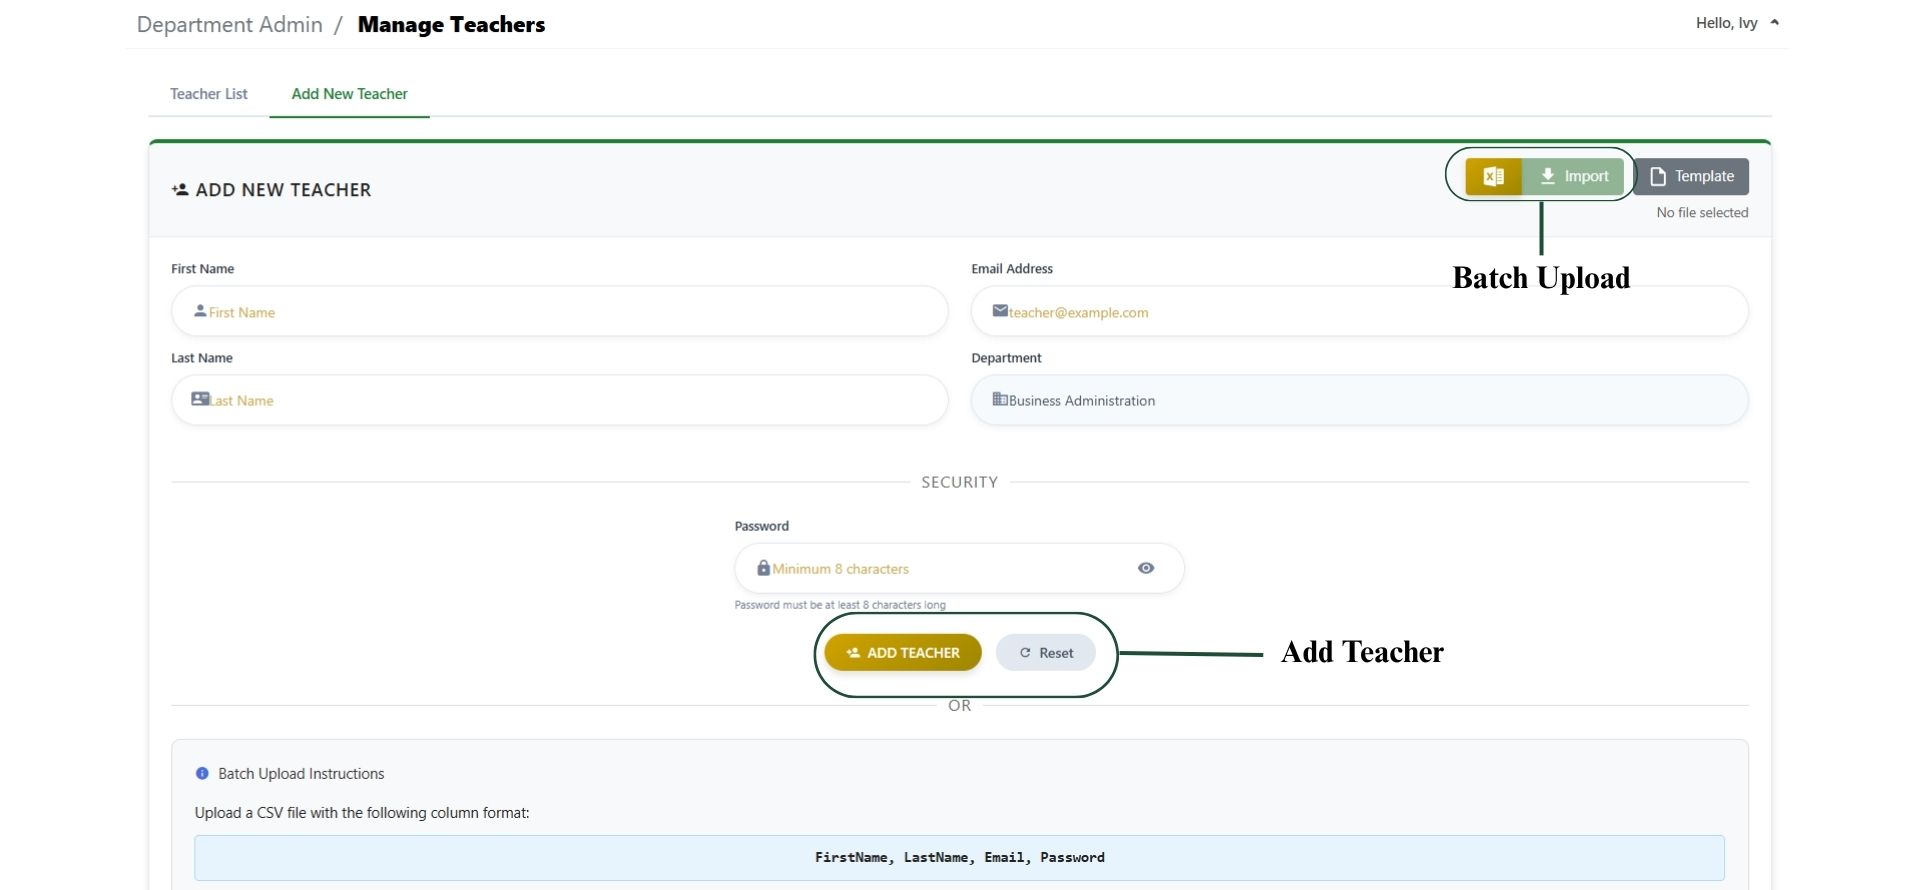 Department Admin / Manage Teachers
Hello, Ivy
Teacher List Add New Teacher
ADD NEW TEACHER
Import Template
No file selected
Batch Upload
First Name
First Name
Email Address
teacher@example.com
Last Name
Last Name
Department
Business Administration
SECURITY
Password
Minimum 8 characters
Password must be at least 8 characters long
ADD TEACHER Reset
Add Teacher
OR
Batch Upload Instructions
Upload a CSV file with the following column format:
FirstName, LastName, Email, Password